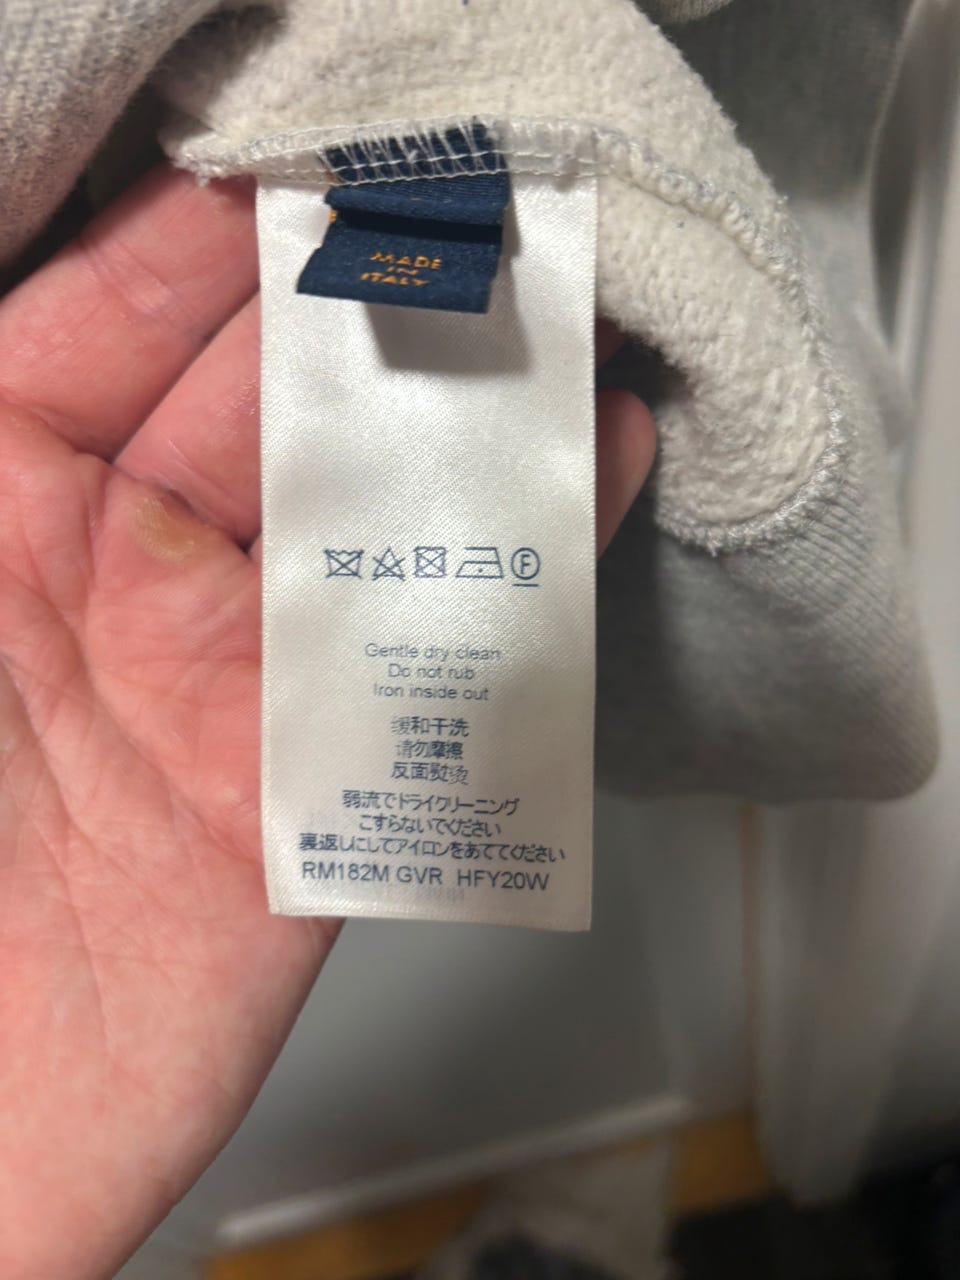 MADE
IN
ITALY
F
Gentle dry clean
Do not rub
Iron inside out
缓和干洗
请勿摩擦
反面熨烫
弱流でドライクリーニング
こすらないでください
裏返しにしてアイロンをあててください
RM182M GVR HFY20W